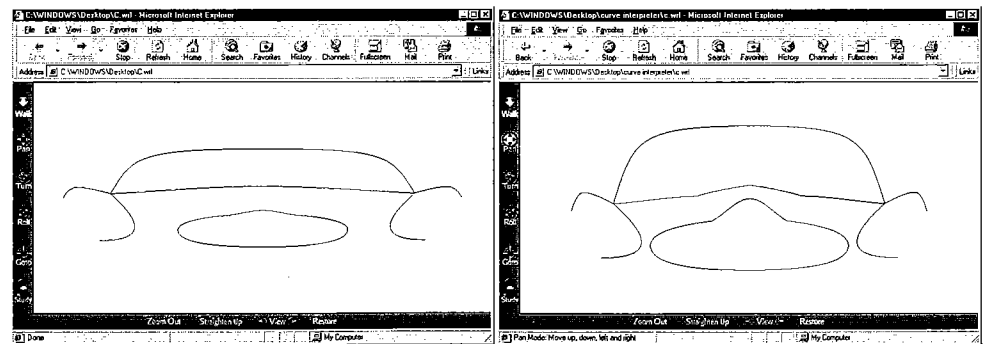 C:\WINDOWS\Desktop\C.wrl - Microsoft Internet Explorer
File Edit View Go Favorites Help
Stop Refresh Home Search Favorites History Channels Fullscreen Mail Print
Address C:\WINDOWS\Desktop\C.wrl Links
Walk
Pan
Turn
Roll
Goto
Study
Zoom Out Straighten Up < View > Restore
Done My Computer
C:\WINDOWS\Desktop\curve interpreter\c.wrl - Microsoft Internet Explorer
File Edit View Go Favorites Help
Back Stop Refresh Home Search Favorites History Channels Fullscreen Mail Print
Address C:\WINDOWS\Desktop\curve interpreter\c.wrl Links
Walk
Pan
Turn
Roll
Goto
Study
Zoom Out Straighten Up < View > Restore
Pan Mode: Move up, down, left and right My Computer